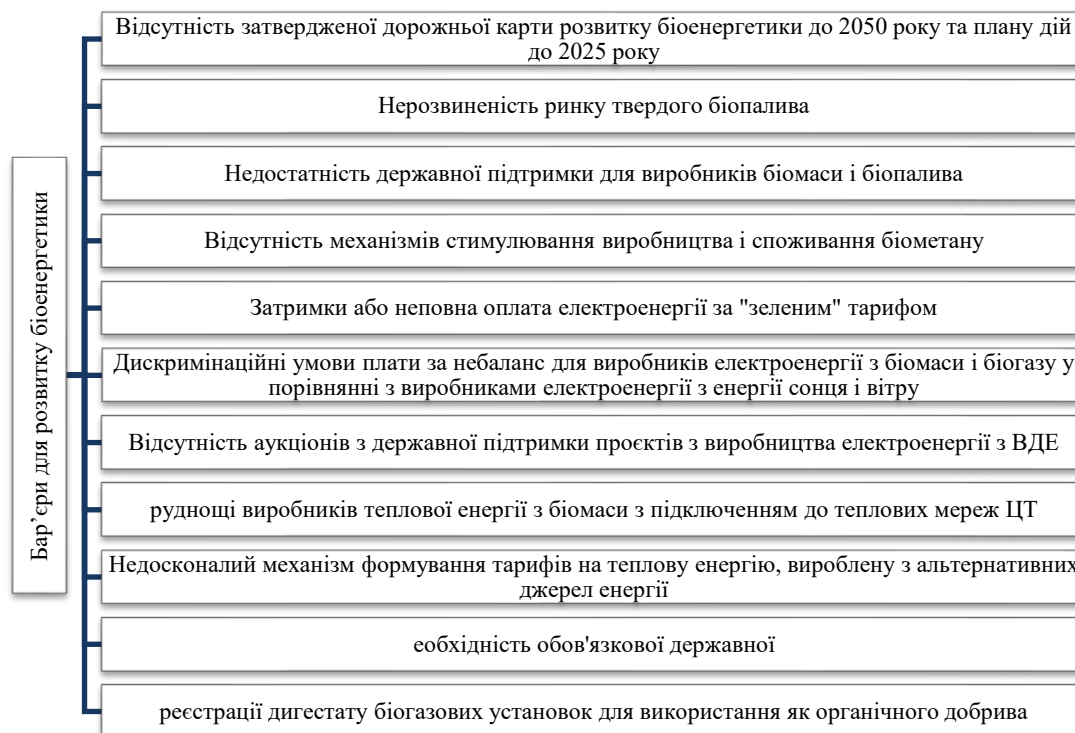 Бар’єри для розвитку біоенергетики
Відсутність затвердженої дорожньої карти розвитку біоенергетики до 2050 року та плану дій
до 2025 року
Нерозвиненість ринку твердого біопалива
Недостатність державної підтримки для виробників біомаси і біопалива
Відсутність механізмів стимулювання виробництва і споживання біометану
Затримки або неповна оплата електроенергії за "зеленим" тарифом
Дискримінаційні умови плати за небаланс для виробників електроенергії з біомаси і біогазу у
порівнянні з виробниками електроенергії з енергії сонця і вітру
Відсутність аукціонів з державної підтримки проєктів з виробництва електроенергії з ВДЕ
руднощі виробників теплової енергії з біомаси з підключенням до теплових мереж ЦТ
Недосконалий механізм формування тарифів на теплову енергію, вироблену з альтернативних
джерел енергії
еобхідність обов'язкової державної
реєстрації дигестату біогазових установок для використання як органічного добрива